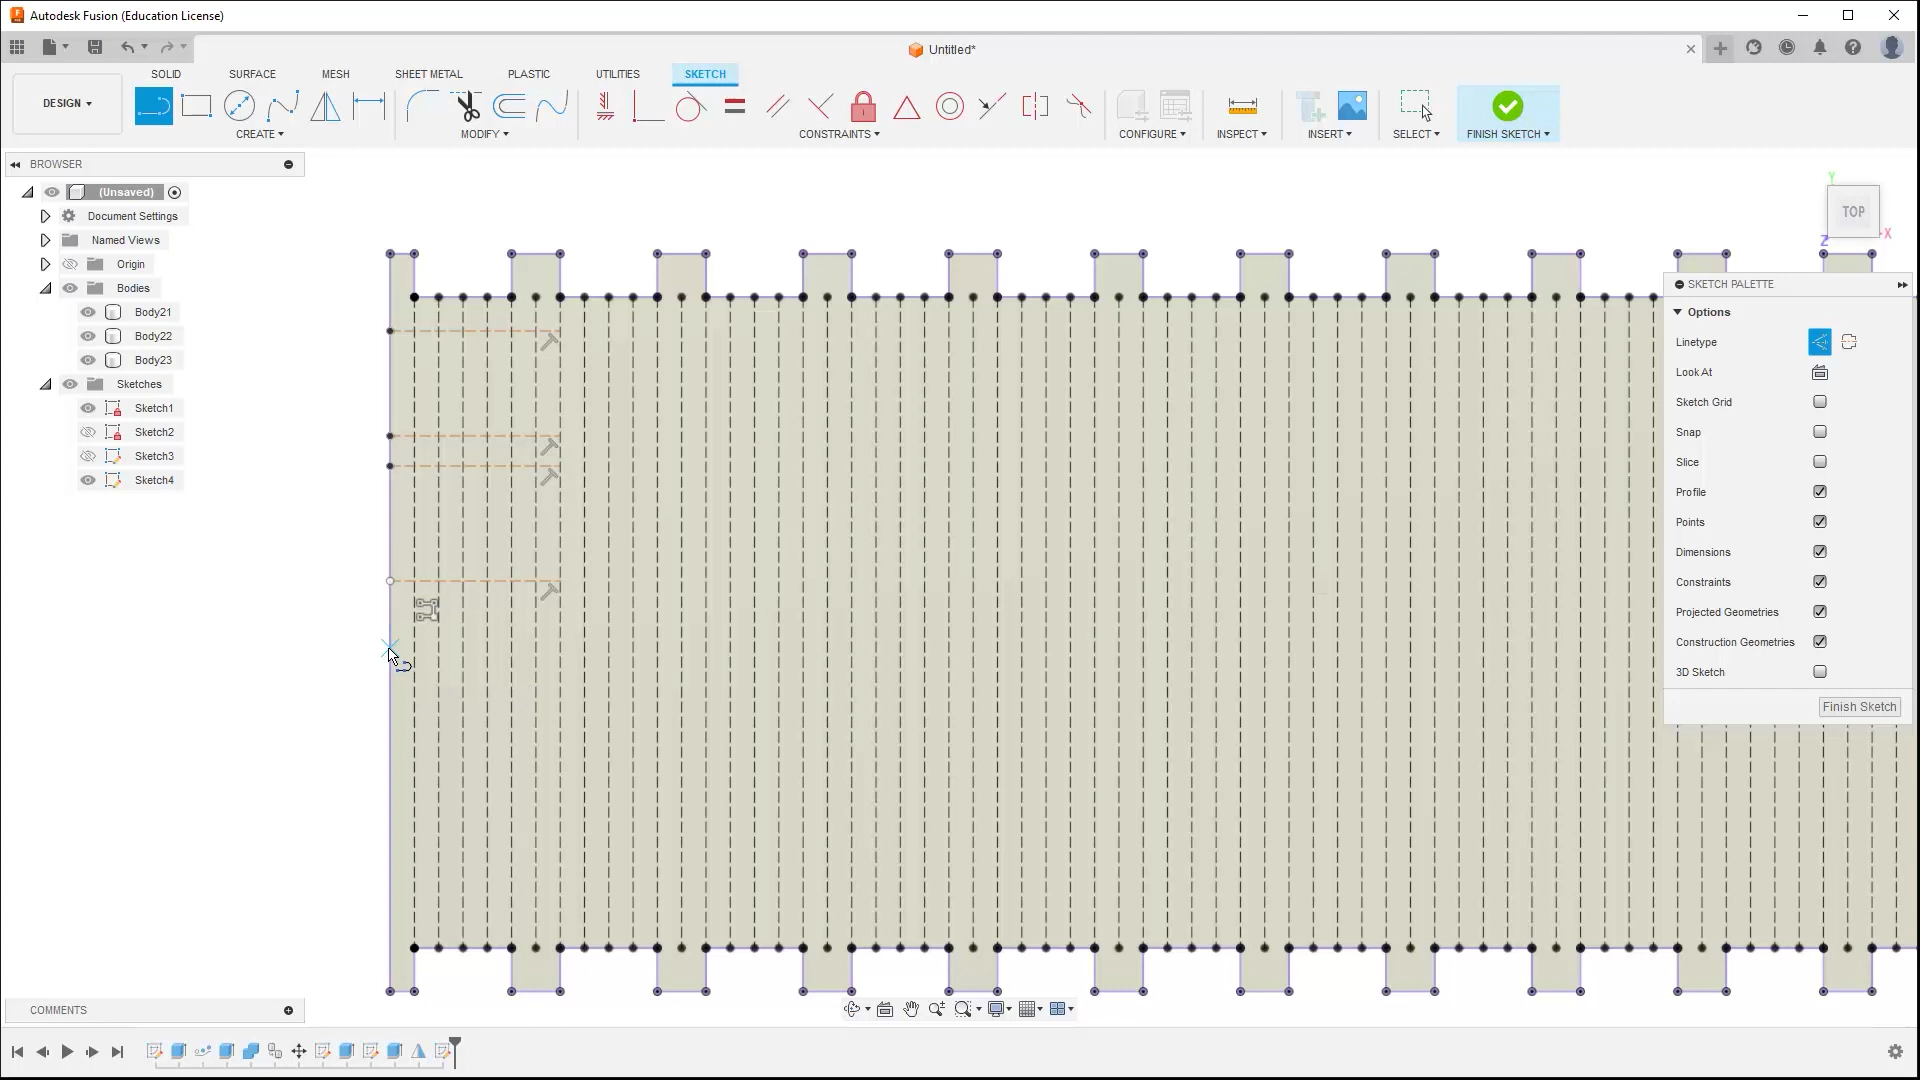 Autodesk Fusion (Education License)
Untitled*
DESIGN
SOLID
SURFACE
MESH
SHEET METAL
PLASTIC
UTILITIES
SKETCH
CREATE
MODIFY
CONSTRAINTS
CONFIGURE
INSPECT
INSERT
SELECT
FINISH SKETCH
BROWSER
(Unsaved)
Document Settings
Named Views
Origin
Bodies
Body21
Body22
Body23
Sketches
Sketch1
Sketch2
Sketch3
Sketch4
Y
TOP
X
Z
SKETCH PALETTE
Options
Linetype
Look At
Sketch Grid
Snap
Slice
Profile
Points
Dimensions
Constraints
Projected Geometries
Construction Geometries
3D Sketch
Finish Sketch
COMMENTS